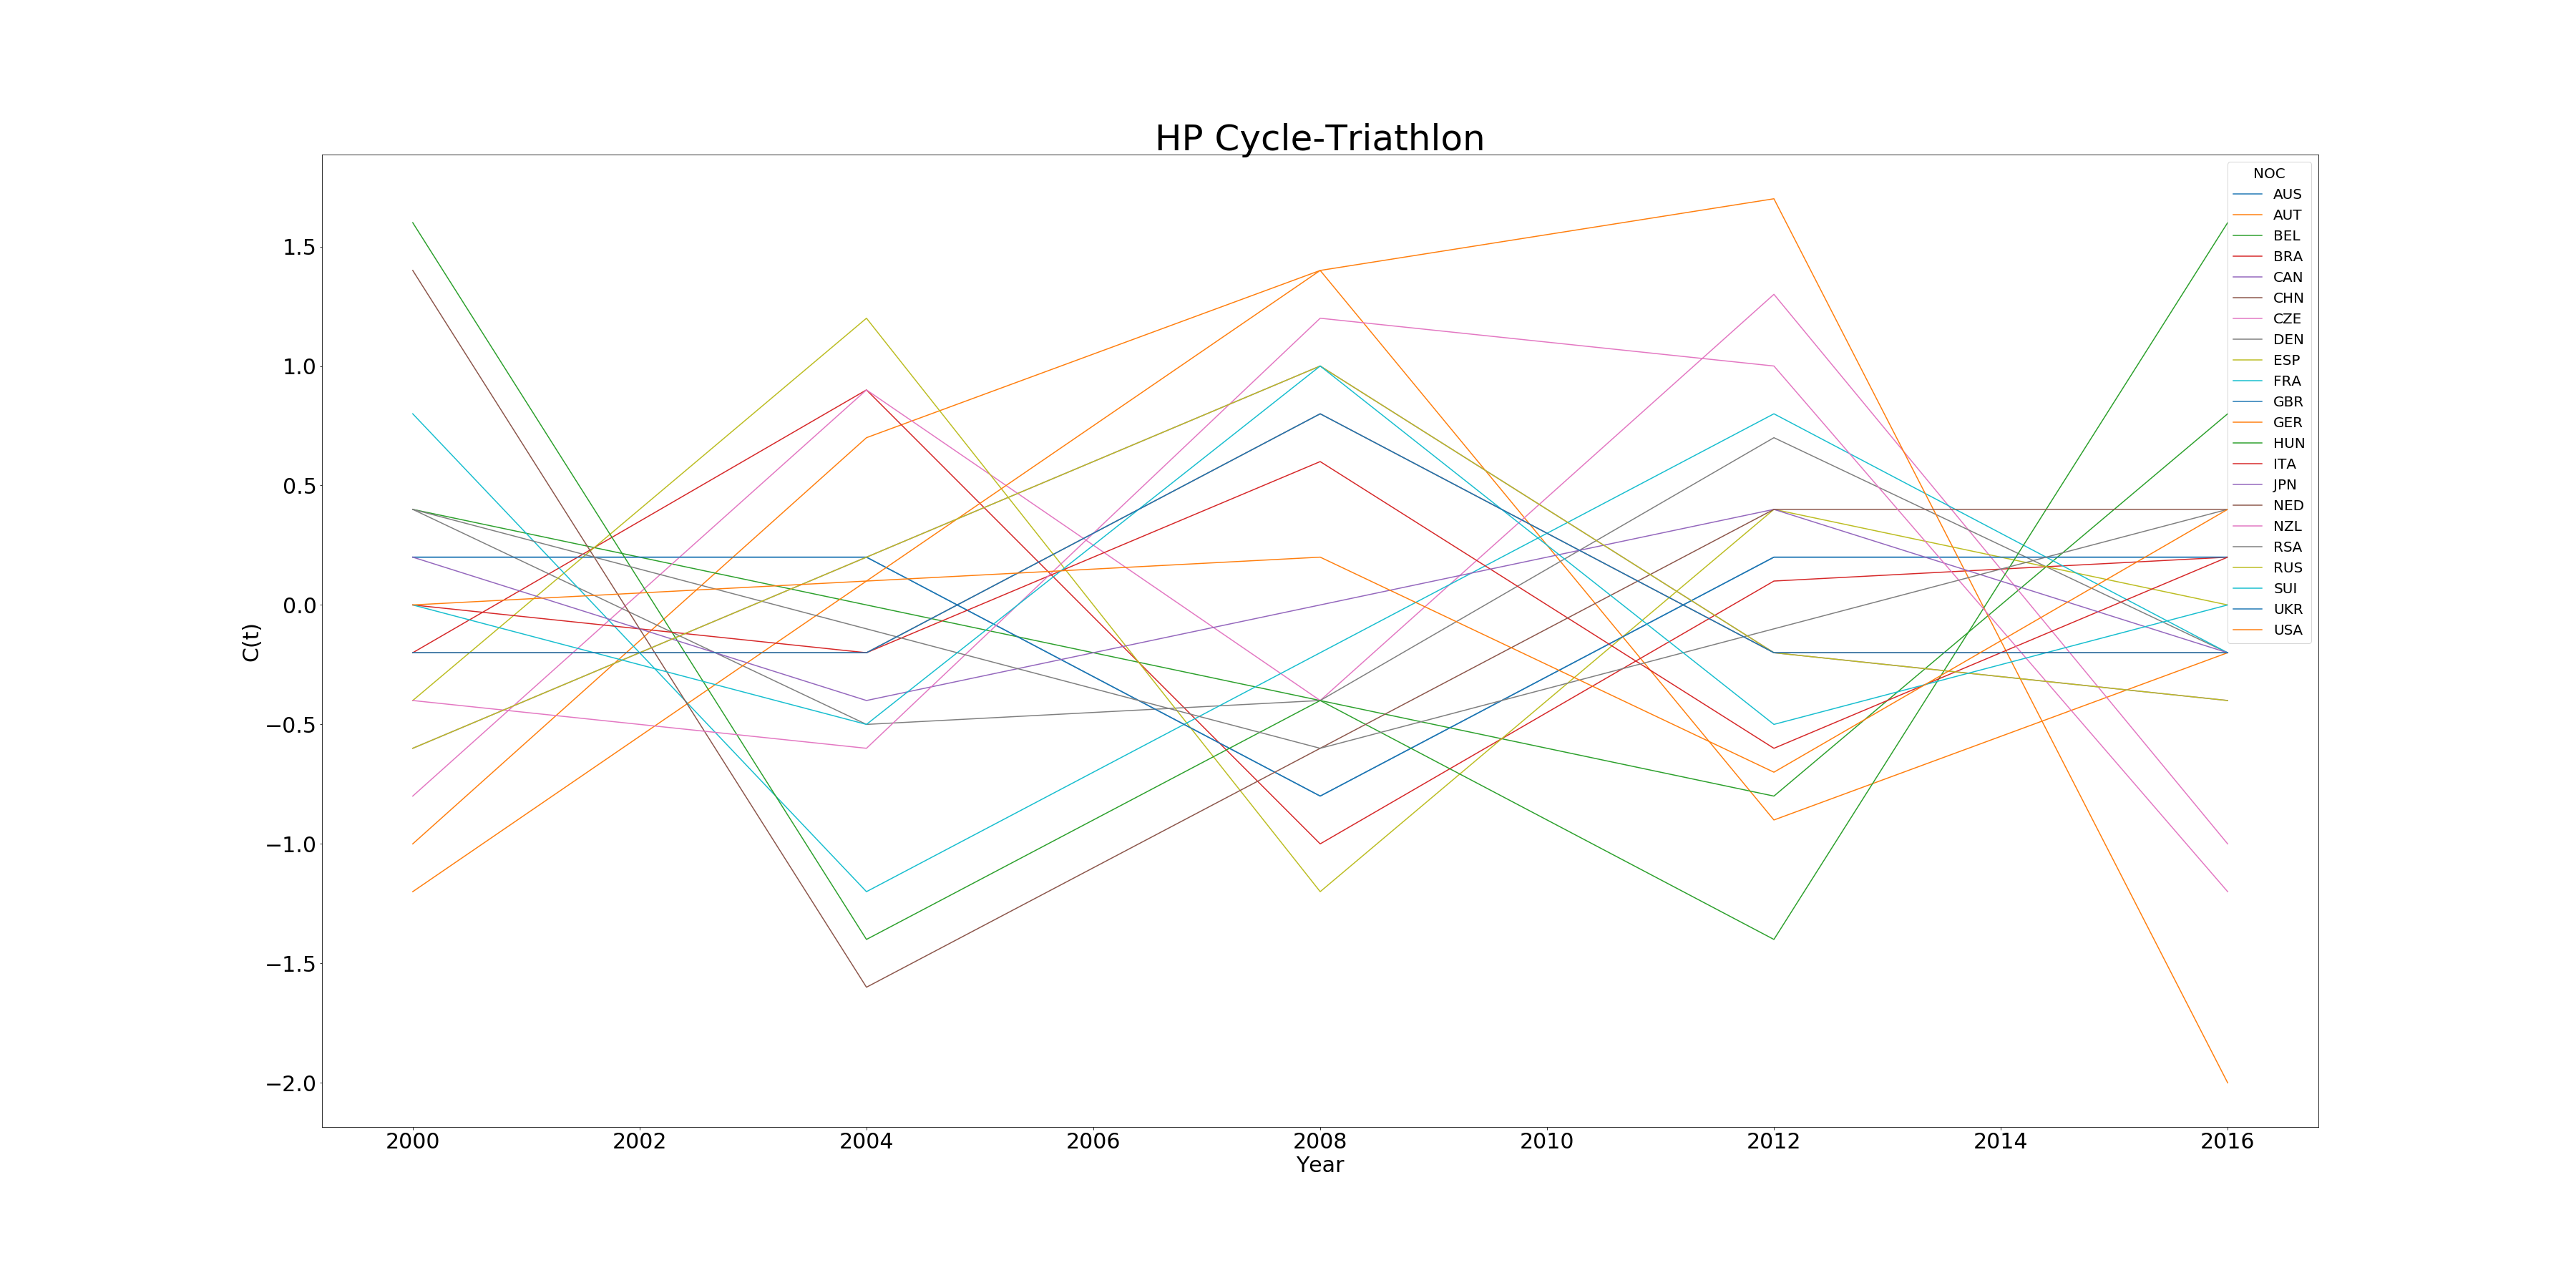 HP Cycle-Triathlon
NOC
AUS
AUT
BEL
BRA
CAN
CHN
CZE
DEN
ESP
FRA
GBR
GER
HUN
ITA
JPN
NED
NZL
RSA
RUS
SUI
UKR
USA
1.5
1.0
0.5
0.0
−0.5
−1.0
−1.5
−2.0
C(t)
2000 2002 2004 2006 2008 2010 2012 2014 2016
Year